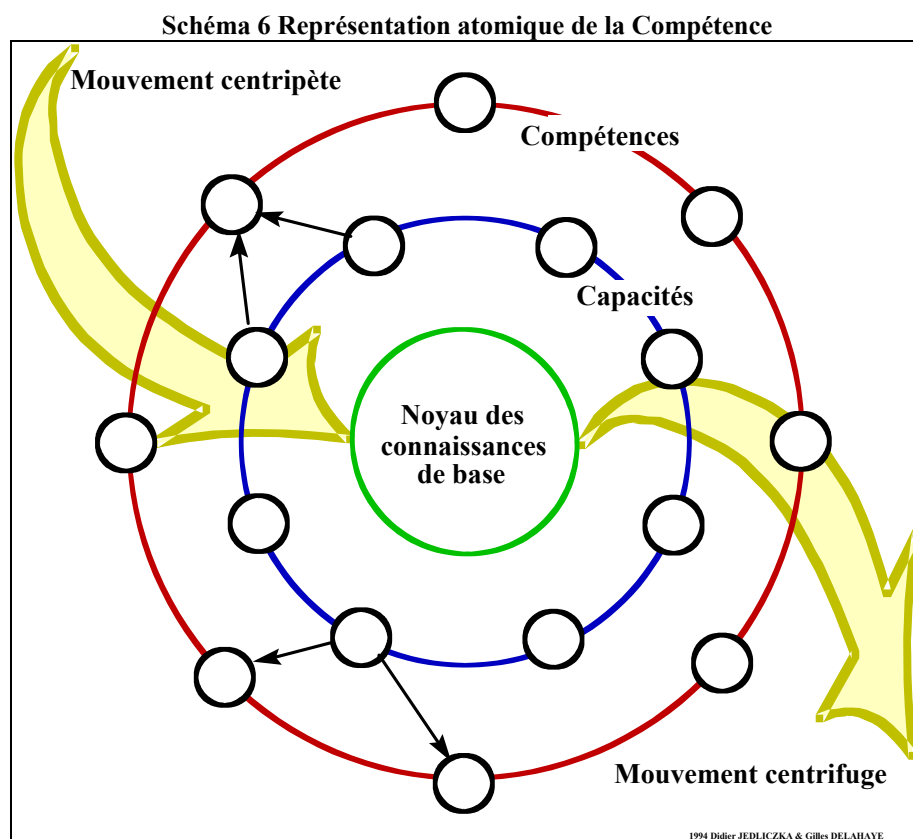 Schéma 6 Représentation atomique de la Compétence
Mouvement centripète
Compétences
Capacités
Noyau des
connaissances
de base
Mouvement centrifuge
1994 Didier JEDLICZKA & Gilles DELAHAYE